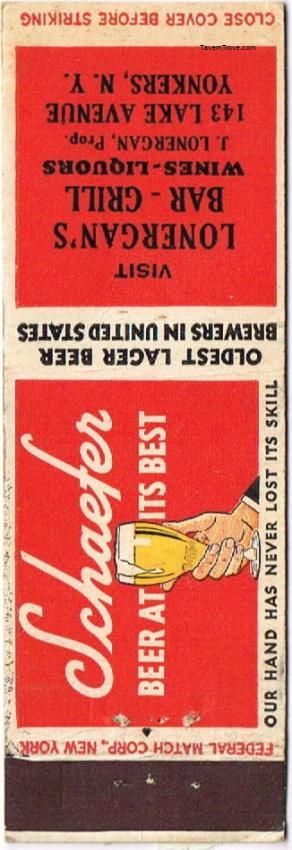 CLOSE COVER BEFORE STRIKING
TavernTrove.com
VISIT
LONERGAN'S
BAR - GRILL
WINES-LIQUORS
J. LONERGAN, Prop.
143 LAKE AVENUE
YONKERS, N. Y.
OLDEST LAGER BEER
BREWERS IN UNITED STATES
Schaefer
BEER AT ITS BEST
OUR HAND HAS NEVER LOST ITS SKILL
FEDERAL MATCH CORP., NEW YORK